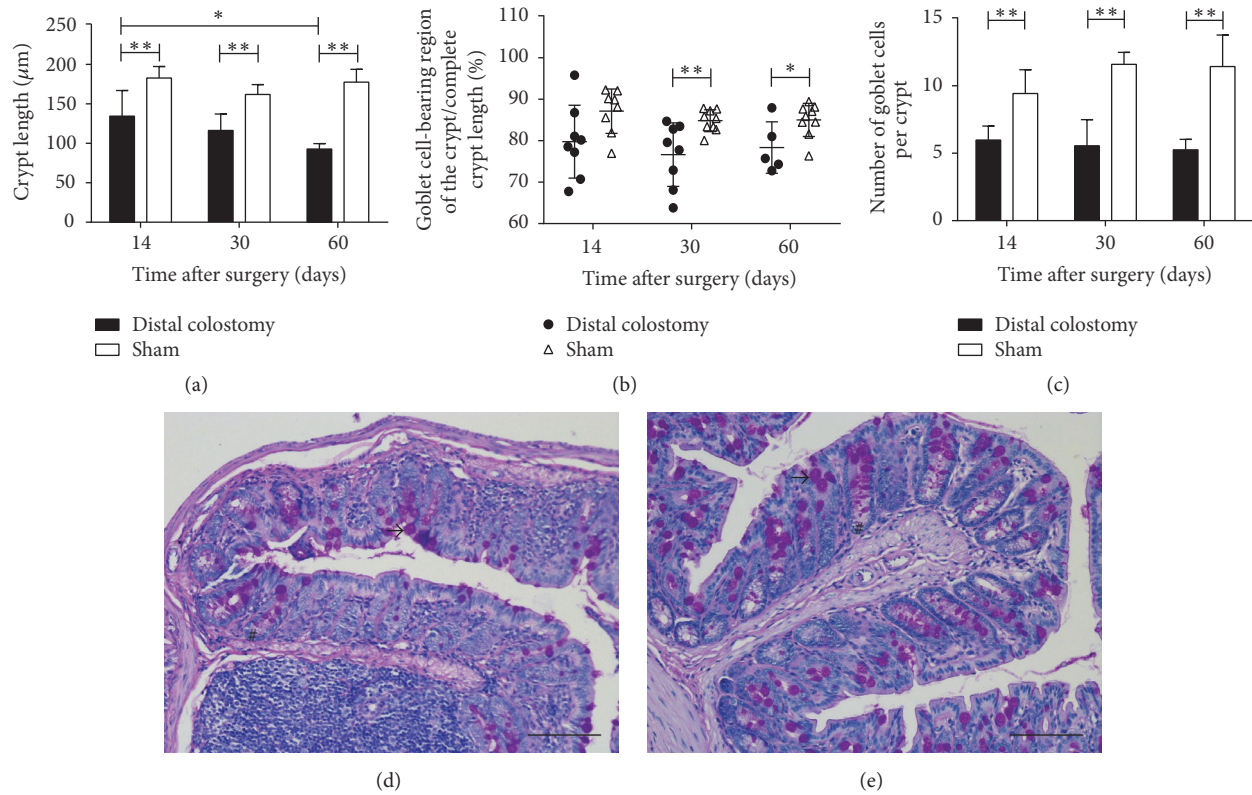 *
**
**
**
250
200
150
100
50
0
Crypt length (μm)
14
30
60
Time after surgery (days)
Distal colostomy
Sham
(a)
110
100
90
80
70
60
Goblet cell-bearing region
of the crypt/complete
crypt length (%)
**
*
14
30
60
Time after surgery (days)
Distal colostomy
Sham
(b)
15
10
5
0
Number of goblet cells
per crypt
**
**
**
14
30
60
Time after surgery (days)
Distal colostomy
Sham
(c)
#
(d)
#
(e)